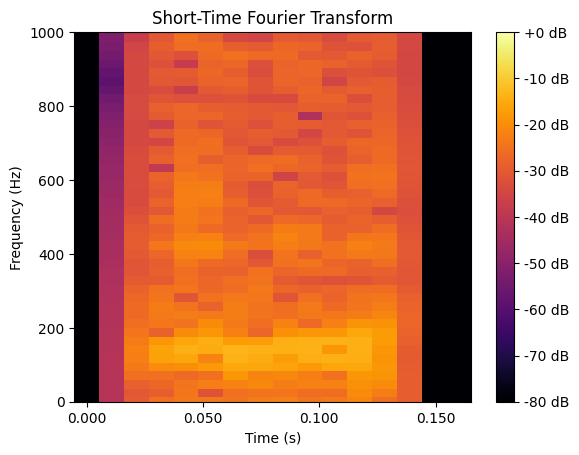 Short-Time Fourier Transform
1000
800
600
400
200
0
Frequency (Hz)
0.000
0.050
0.100
0.150
Time (s)
+0 dB
-10 dB
-20 dB
-30 dB
-40 dB
-50 dB
-60 dB
-70 dB
-80 dB